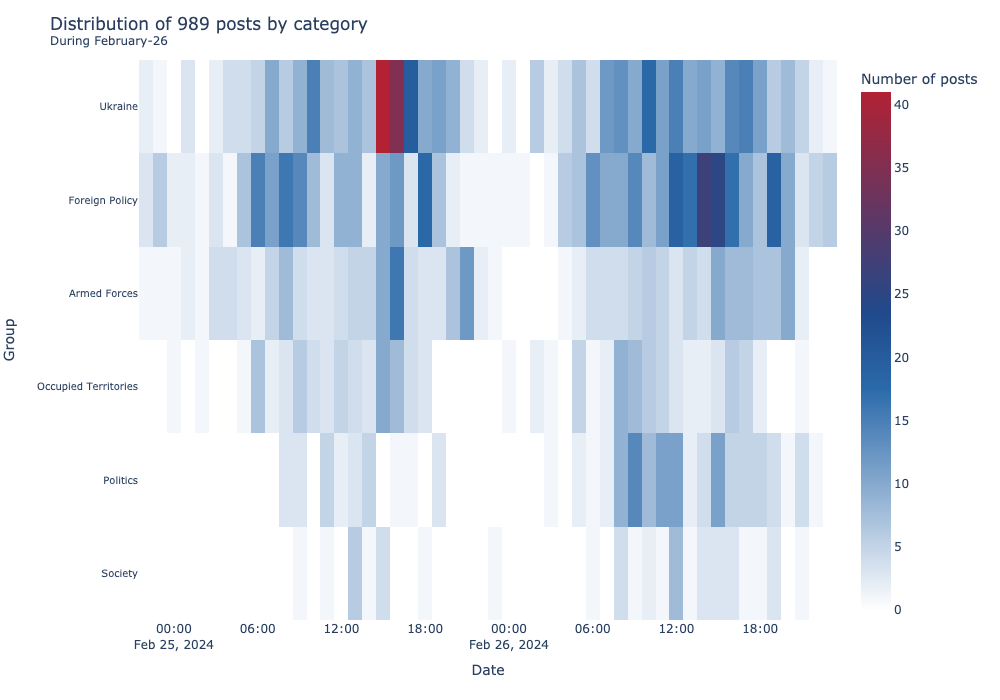 Distribution of 989 posts by category
During February-26
Number of posts
40
35
30
25
20
15
10
5
0
Group
Ukraine
Foreign Policy
Armed Forces
Occupied Territories
Politics
Society
00:00 06:00 12:00 18:00 00:00 06:00 12:00 18:00
Feb 25, 2024 Feb 26, 2024
Date